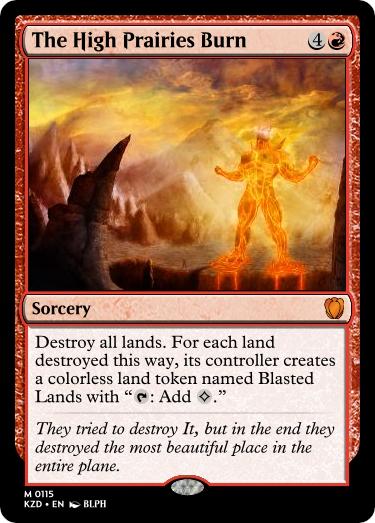 The High Prairies Burn 4
Sorcery
Destroy all lands. For each land
destroyed this way, its controller creates
a colorless land token named Blasted
Lands with “: Add .”
They tried to destroy It, but in the end they
destroyed the most beautiful place in the
entire plane.
M 0115
KZD • EN BLPH